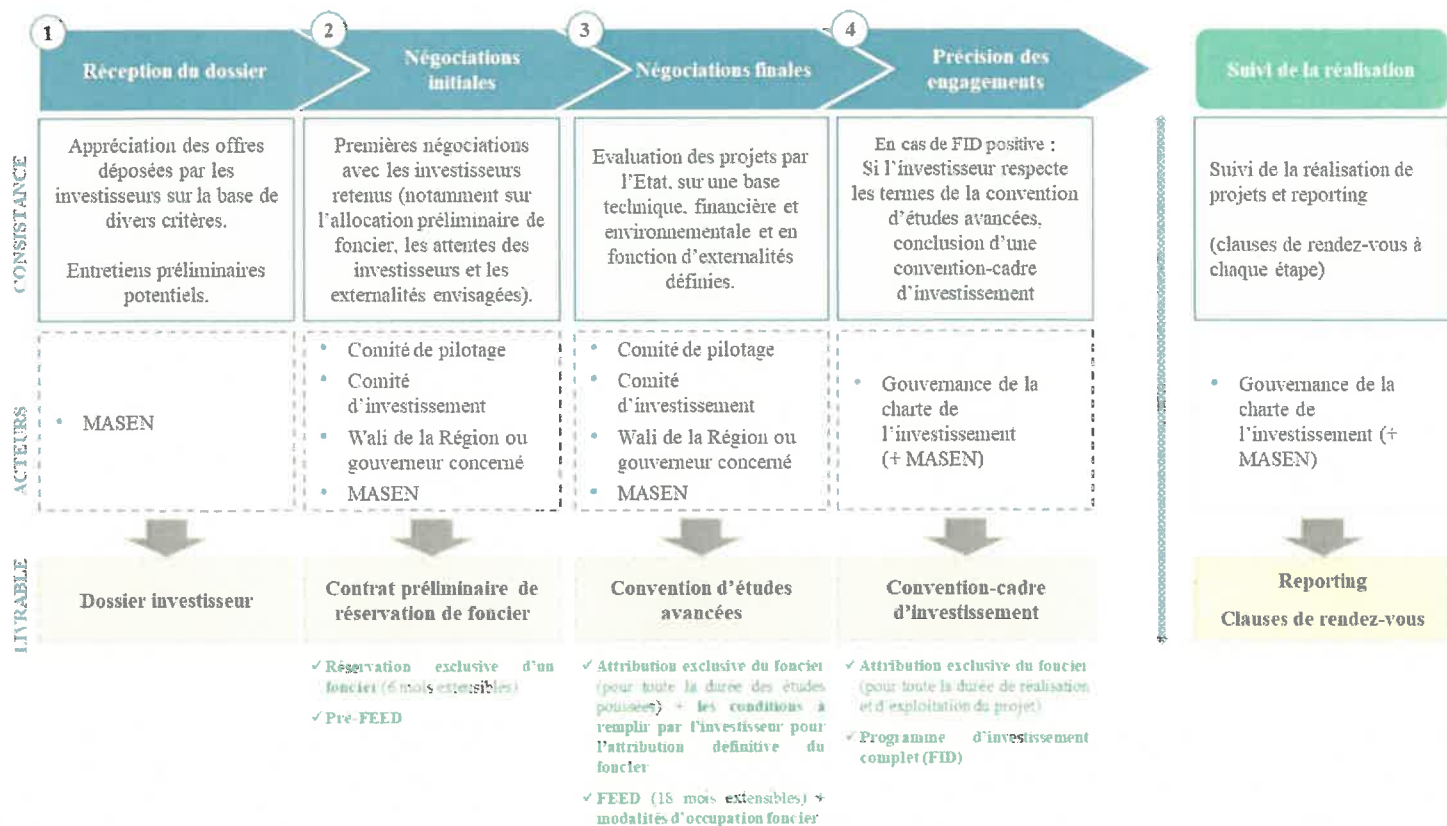 1
Réception du dossier
2
Négociations
initiales
3
Négociations finales
4
Précision des
engagements
Suivi de la réalisation
CONSISTANCE
Appréciation des offres
déposées par les
investisseurs sur la base de
divers critères.
Entretiens préliminaires
potentiels.
Premières négociations
avec les investisseurs
retenus (notamment sur
l'allocation préliminaire de
foncier, les attentes des
investisseurs et les
externalités envisagées).
Evaluation des projets par
l'Etat, sur une base
technique, financière et
environnementale et en
fonction d'externalités
définies.
En cas de FID positive :
Si l'investisseur respecte
les termes de la convention
d'études avancées,
conclusion d'une
convention-cadre
d'investissement
Suivi de la réalisation de
projets et reporting
(clauses de rendez-vous à
chaque étape)
ACTEURS
• MASEN
• Comité de pilotage
• Comité
d'investissement
• Wali de la Région ou
gouverneur concerné
• MASEN
• Comité de pilotage
• Comité
d'investissement
• Wali de la Région ou
gouverneur concerné
• MASEN
• Gouvernance de la
charte de
l'investissement
(+ MASEN)
• Gouvernance de la
charte de
l'investissement (+
MASEN)
LIVRABLE
Dossier investisseur
Contrat préliminaire de
réservation de foncier
Convention d'études
avancées
Convention-cadre
d'investissement
Reporting
Clauses de rendez-vous
✓ Réservation exclusive d'un
foncier (6 mois extensibles)
✓ Pre-FEED
✓ Attribution exclusive du foncier
(pour toute la durée des études
poussées) + les conditions à
remplir par l'investisseur pour
l'attribution definitive du
foncier
✓ FEED (18 mois extensibles) +
modalités d'occupation foncier
✓ Attribution exclusive du foncier
(pour toute la durée de réalisation
et d'exploitation du projet)
✓ Programme d'investissement
complet (FID)